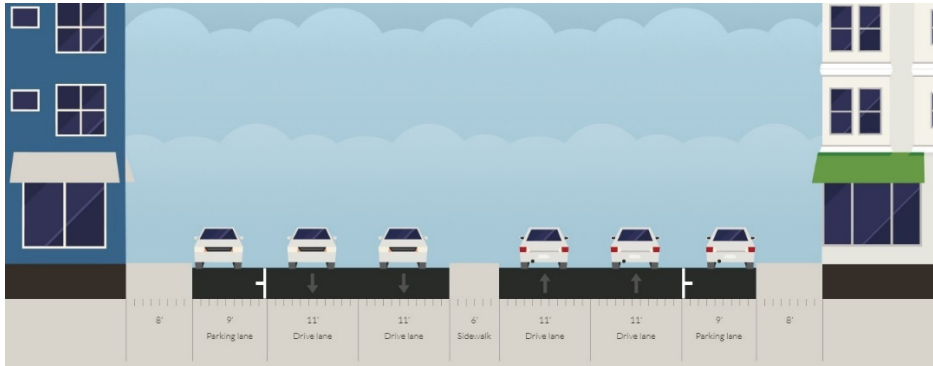 8'
9'
Parking lane
11'
Drive lane
11'
Drive lane
6'
Sidewalk
11'
Drive lane
11'
Drive lane
9'
Parking lane
8'